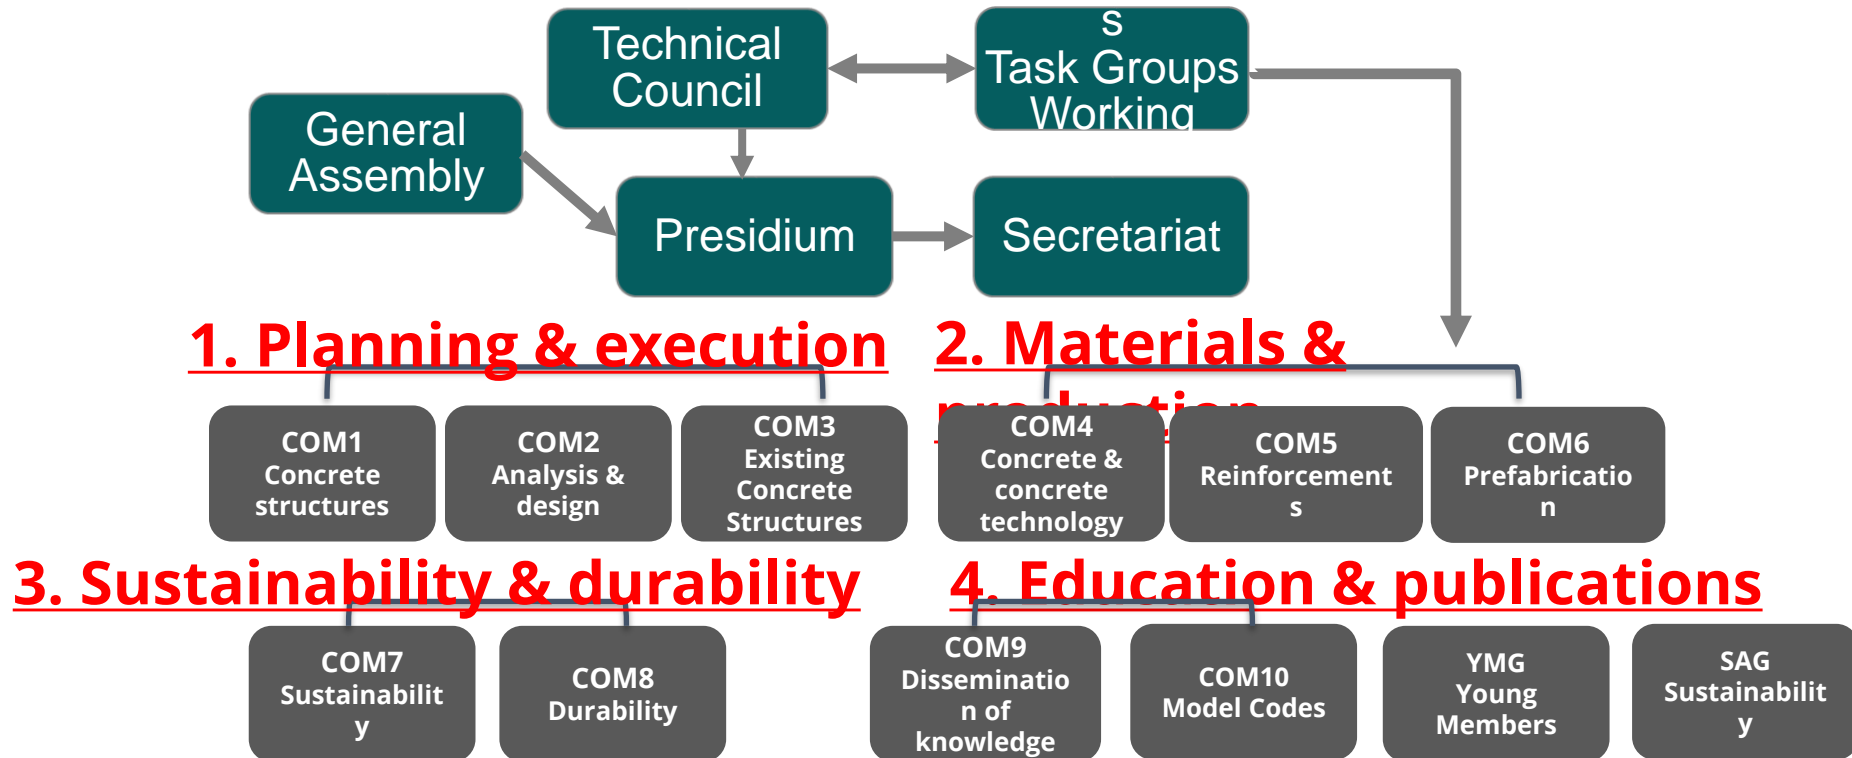 Technical
Council
s
Task Groups
Working
General
Assembly
Presidium
Secretariat
1. Planning & execution
2. Materials &
production
COM1
Concrete
structures
COM2
Analysis &
design
COM3
Existing
Concrete
Structures
COM4
Concrete &
concrete
technology
COM5
Reinforcement
s
COM6
Prefabricatio
n
3. Sustainability & durability
4. Education & publications
COM7
Sustainabilit
y
COM8
Durability
COM9
Disseminatio
n of
knowledge
COM10
Model Codes
YMG
Young
Members
SAG
Sustainabilit
y